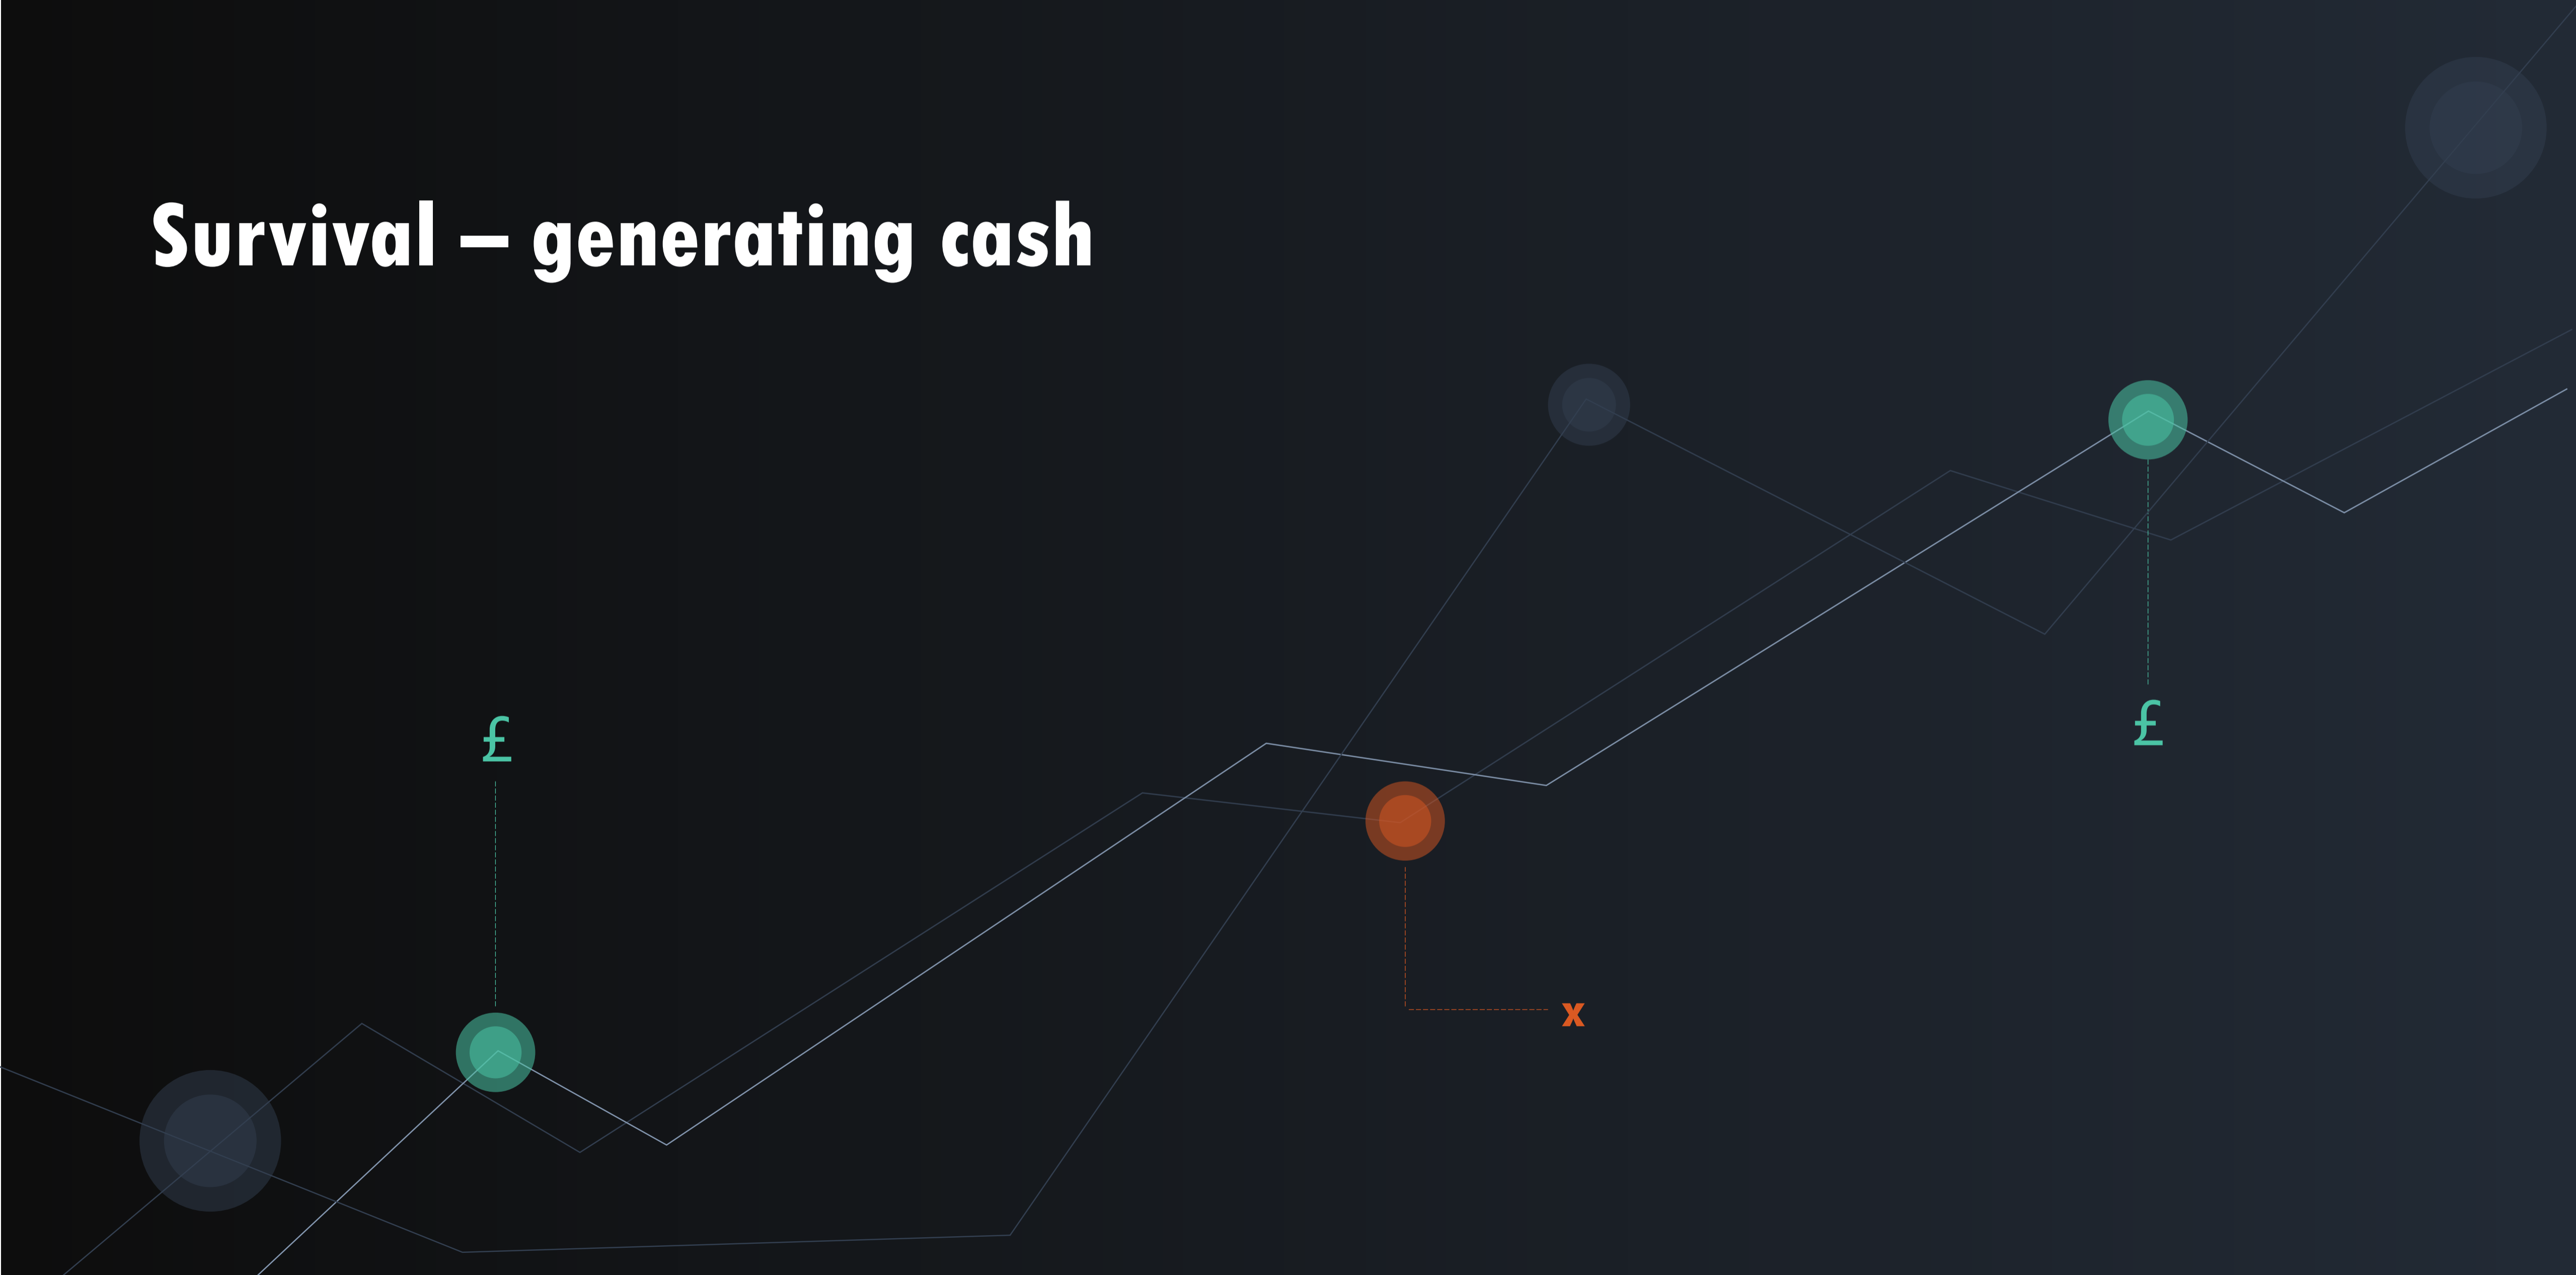 Survival – generating cash
£
£
x